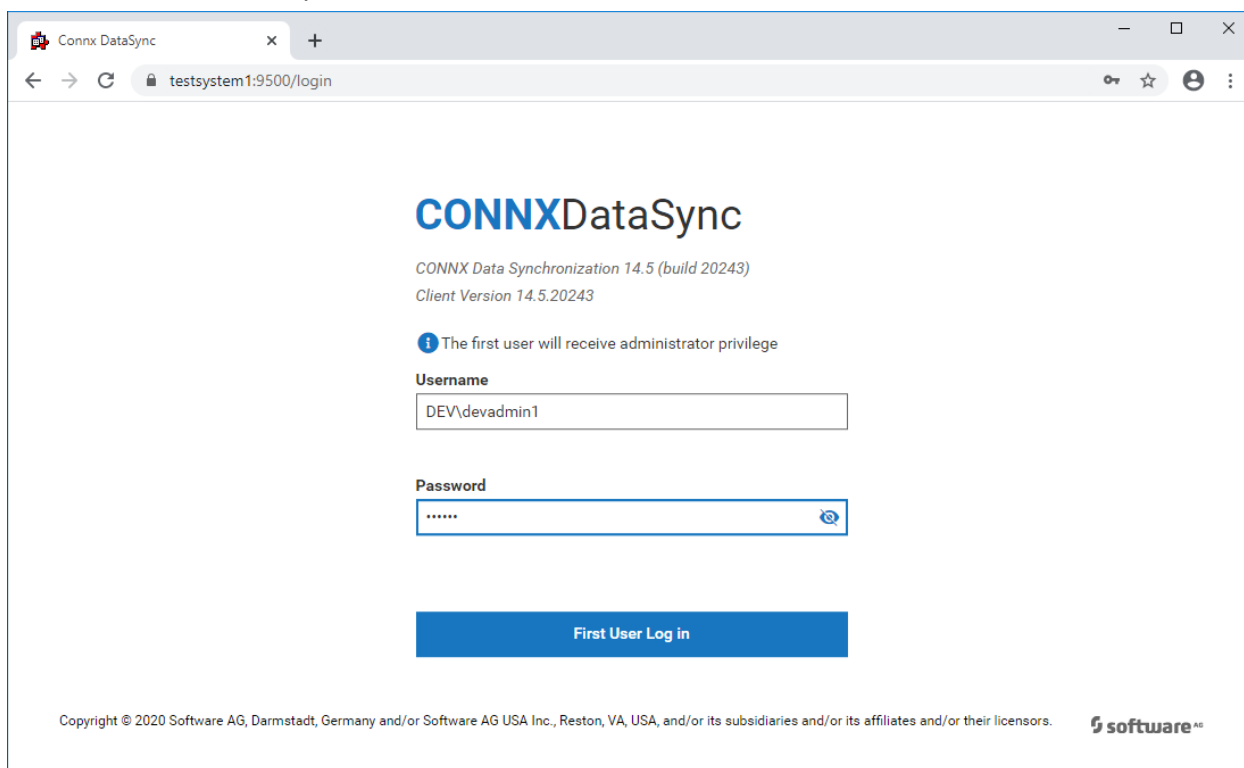 Connx DataSync
testsystem1:9500/login
CONNXDataSync
CONNX Data Synchronization 14.5 (build 20243)
Client Version 14.5.20243
The first user will receive administrator privilege
Username
DEV\devadmin1
Password
••••••
First User Log in
Copyright © 2020 Software AG, Darmstadt, Germany and/or Software AG USA Inc., Reston, VA, USA, and/or its subsidiaries and/or its affiliates and/or their licensors.
software AG